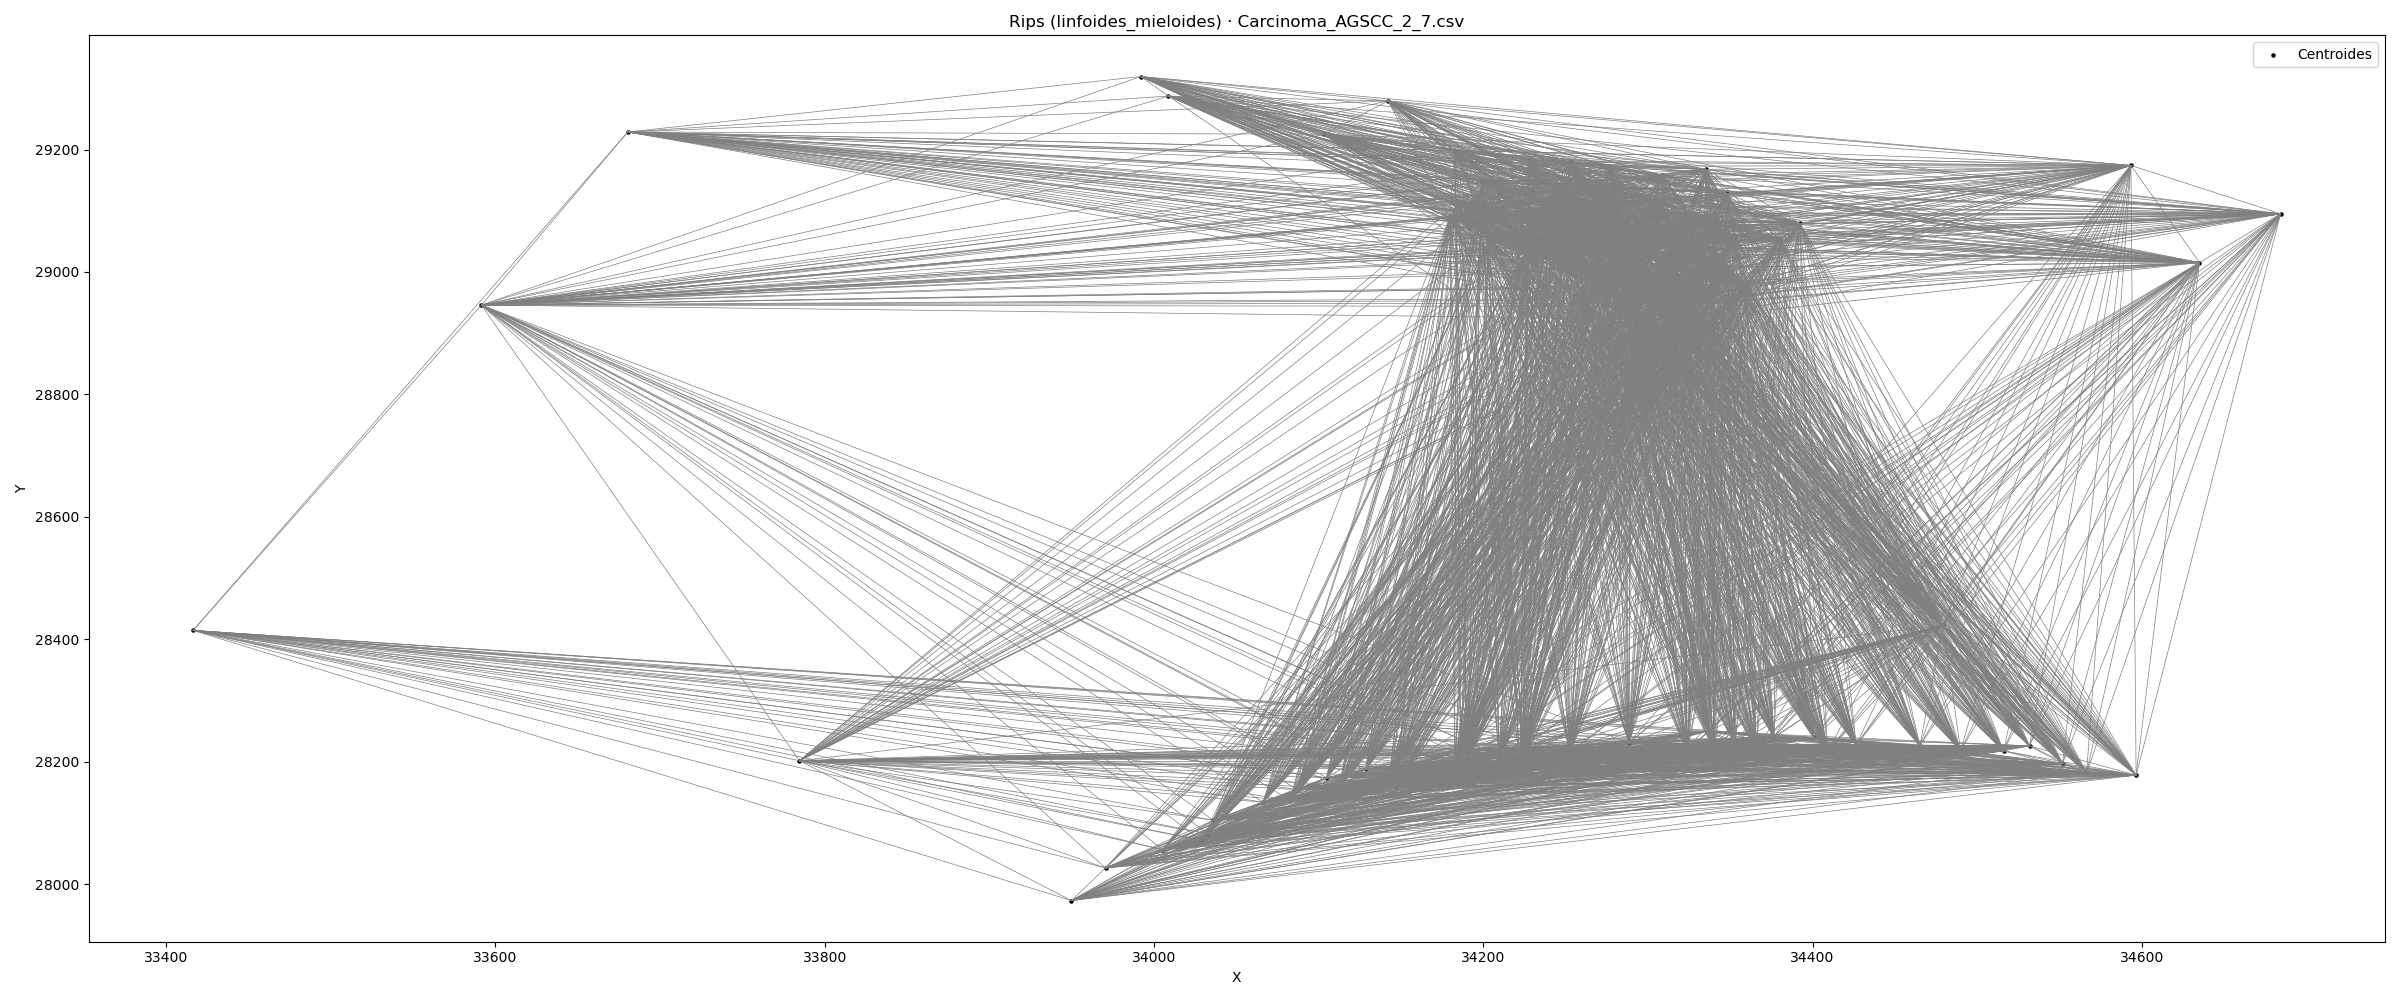 Rips (linfoides_mieloides) · Carcinoma_AGSCC_2_7.csv
Centroides
29200
29000
28800
28600
28400
28200
28000
Y
33400 33600 33800 34000 34200 34400 34600
X